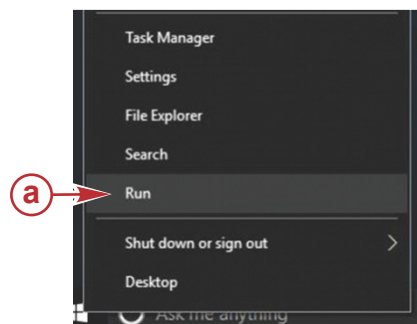 Task Manager
Settings
File Explorer
Search
a
Run
Shut down or sign out
Desktop
Ask me anything